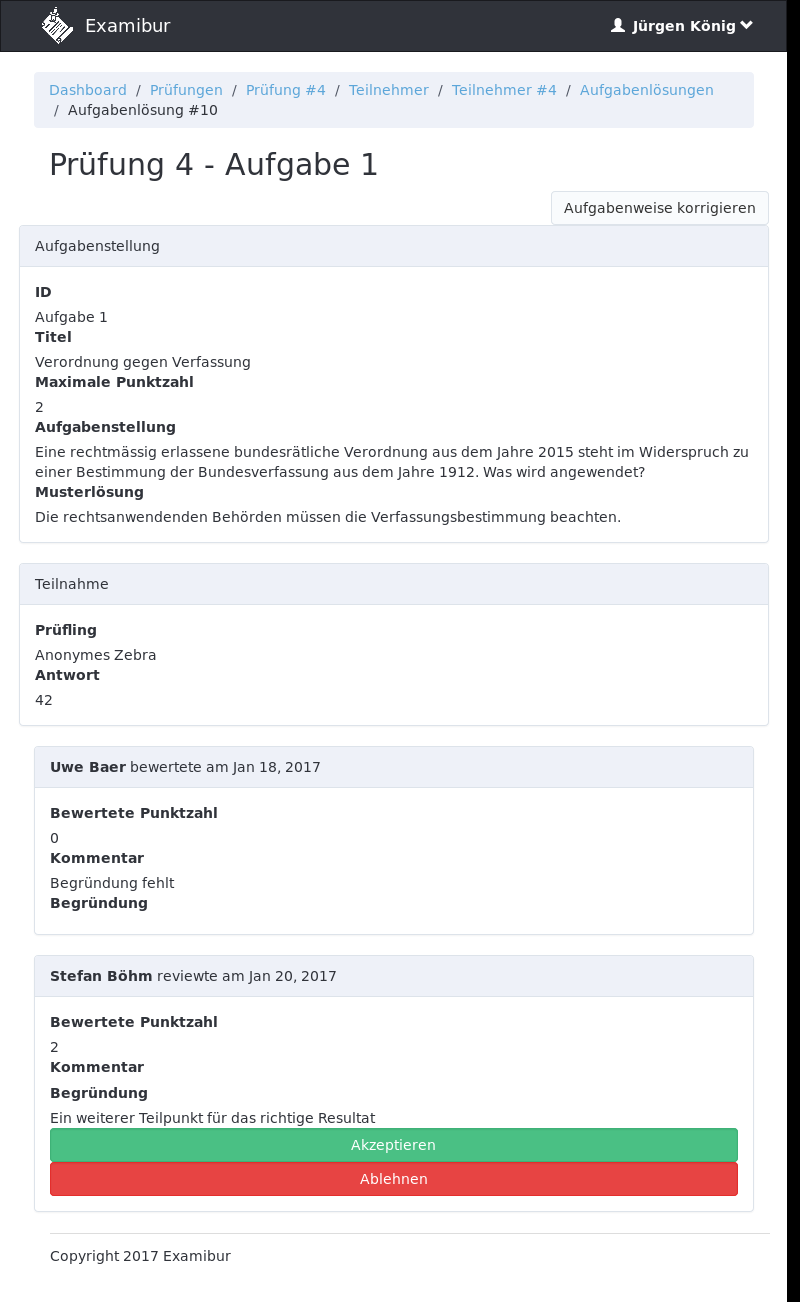 Examibur
Jürgen König
Dashboard / Prüfungen / Prüfung #4 / Teilnehmer / Teilnehmer #4 / Aufgabenlösungen
/ Aufgabenlösung #10
Prüfung 4 - Aufgabe 1
Aufgabenweise korrigieren
Aufgabenstellung
ID
Aufgabe 1
Titel
Verordnung gegen Verfassung
Maximale Punktzahl
2
Aufgabenstellung
Eine rechtmässig erlassene bundesrätliche Verordnung aus dem Jahre 2015 steht im Widerspruch zu
einer Bestimmung der Bundesverfassung aus dem Jahre 1912. Was wird angewendet?
Musterlösung
Die rechtsanwendenden Behörden müssen die Verfassungsbestimmung beachten.
Teilnahme
Prüfling
Anonymes Zebra
Antwort
42
Uwe Baer bewertete am Jan 18, 2017
Bewertete Punktzahl
0
Kommentar
Begründung fehlt
Begründung
Stefan Böhm reviewte am Jan 20, 2017
Bewertete Punktzahl
2
Kommentar
Begründung
Ein weiterer Teilpunkt für das richtige Resultat
Akzeptieren
Ablehnen
Copyright 2017 Examibur